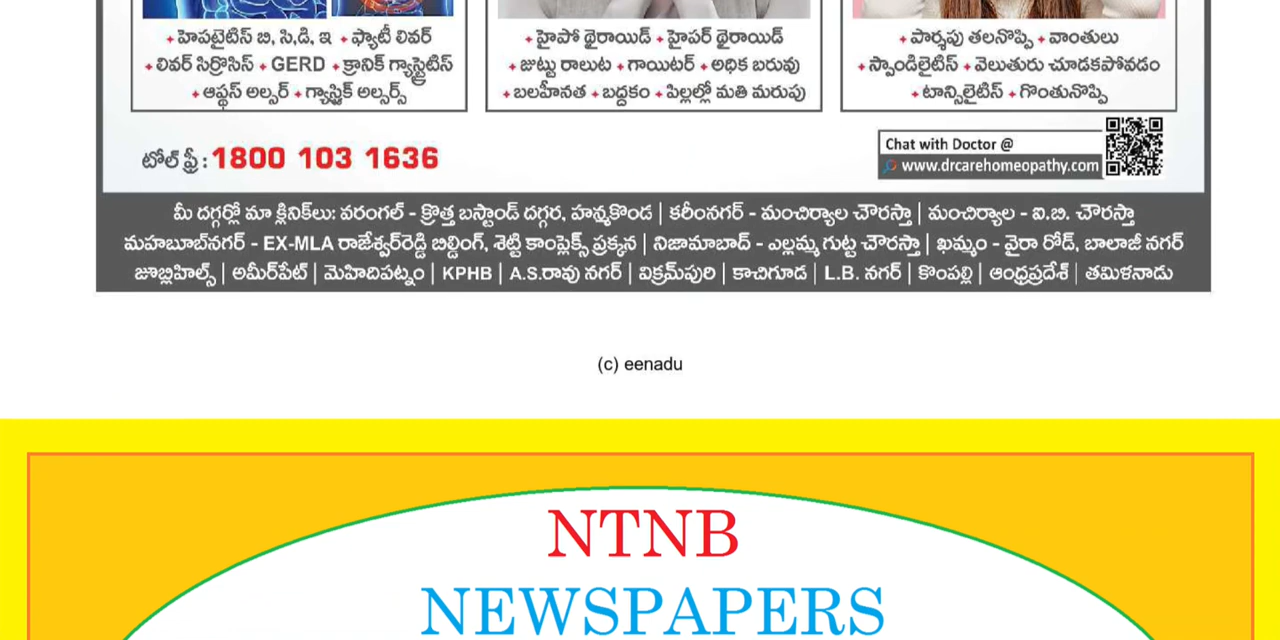 ✦ హెపటైటిస్ బి, సి,డి, ఇ ✦ ఫ్యాటీ లివర్
✦ లివర్ సిర్రోసిస్ ✦ GERD ✦ క్రానిక్ గ్యాస్ట్రైటిస్
✦ ఆప్థస్ అల్సర్ ✦ గ్యాస్ట్రిక్ అల్సర్స్
✦ హైపో థైరాయిడ్ ✦ హైపర్ థైరాయిడ్
✦ జుట్టు రాలుట ✦ గాయిటర్ ✦ అధిక బరువు
✦ బలహీనత ✦ బద్దకం ✦ పిల్లల్లో మతి మరుపు
✦ పార్శపు తలనొప్పి ✦ వాంతులు
✦ స్పాండిలైటిస్ ✦ వెలుతురు చూడకపోవడం
✦ టాన్సిలైటిస్ ✦ గొంతునొప్పి
టోల్ ఫ్రీ : 1800 103 1636
Chat with Doctor @
www.drcarehomeopathy.com
మీ దగ్గర్లో మా క్లినిక్‌లు: వరంగల్ - క్రొత్త బస్టాండ్ దగ్గర, హన్మకొండ | కరీంనగర్ - మంచిర్యాల చౌరస్తా | మంచిర్యాల - ఐ.బి. చౌరస్తా
మహబూబ్‌నగర్ - EX-MLA రాజేశ్వర్‌రెడ్డి బిల్డింగ్, శెట్టి కాంప్లెక్స్ ప్రక్కన | నిజామాబాద్ - ఎల్లమ్మ గుట్ట చౌరస్తా | ఖమ్మం - వైరా రోడ్, బాలాజీ నగర్
జూబ్లిహిల్స్ | అమీర్‌పేట్ | మెహిదిపట్నం | KPHB | A.S.రావు నగర్ | విక్రమ్‌పురి | కాచిగూడ | L.B. నగర్ | కొంపల్లి | ఆంధ్రప్రదేశ్ | తమిళనాడు
(c) eenadu
NTNB
NEWSPAPERS